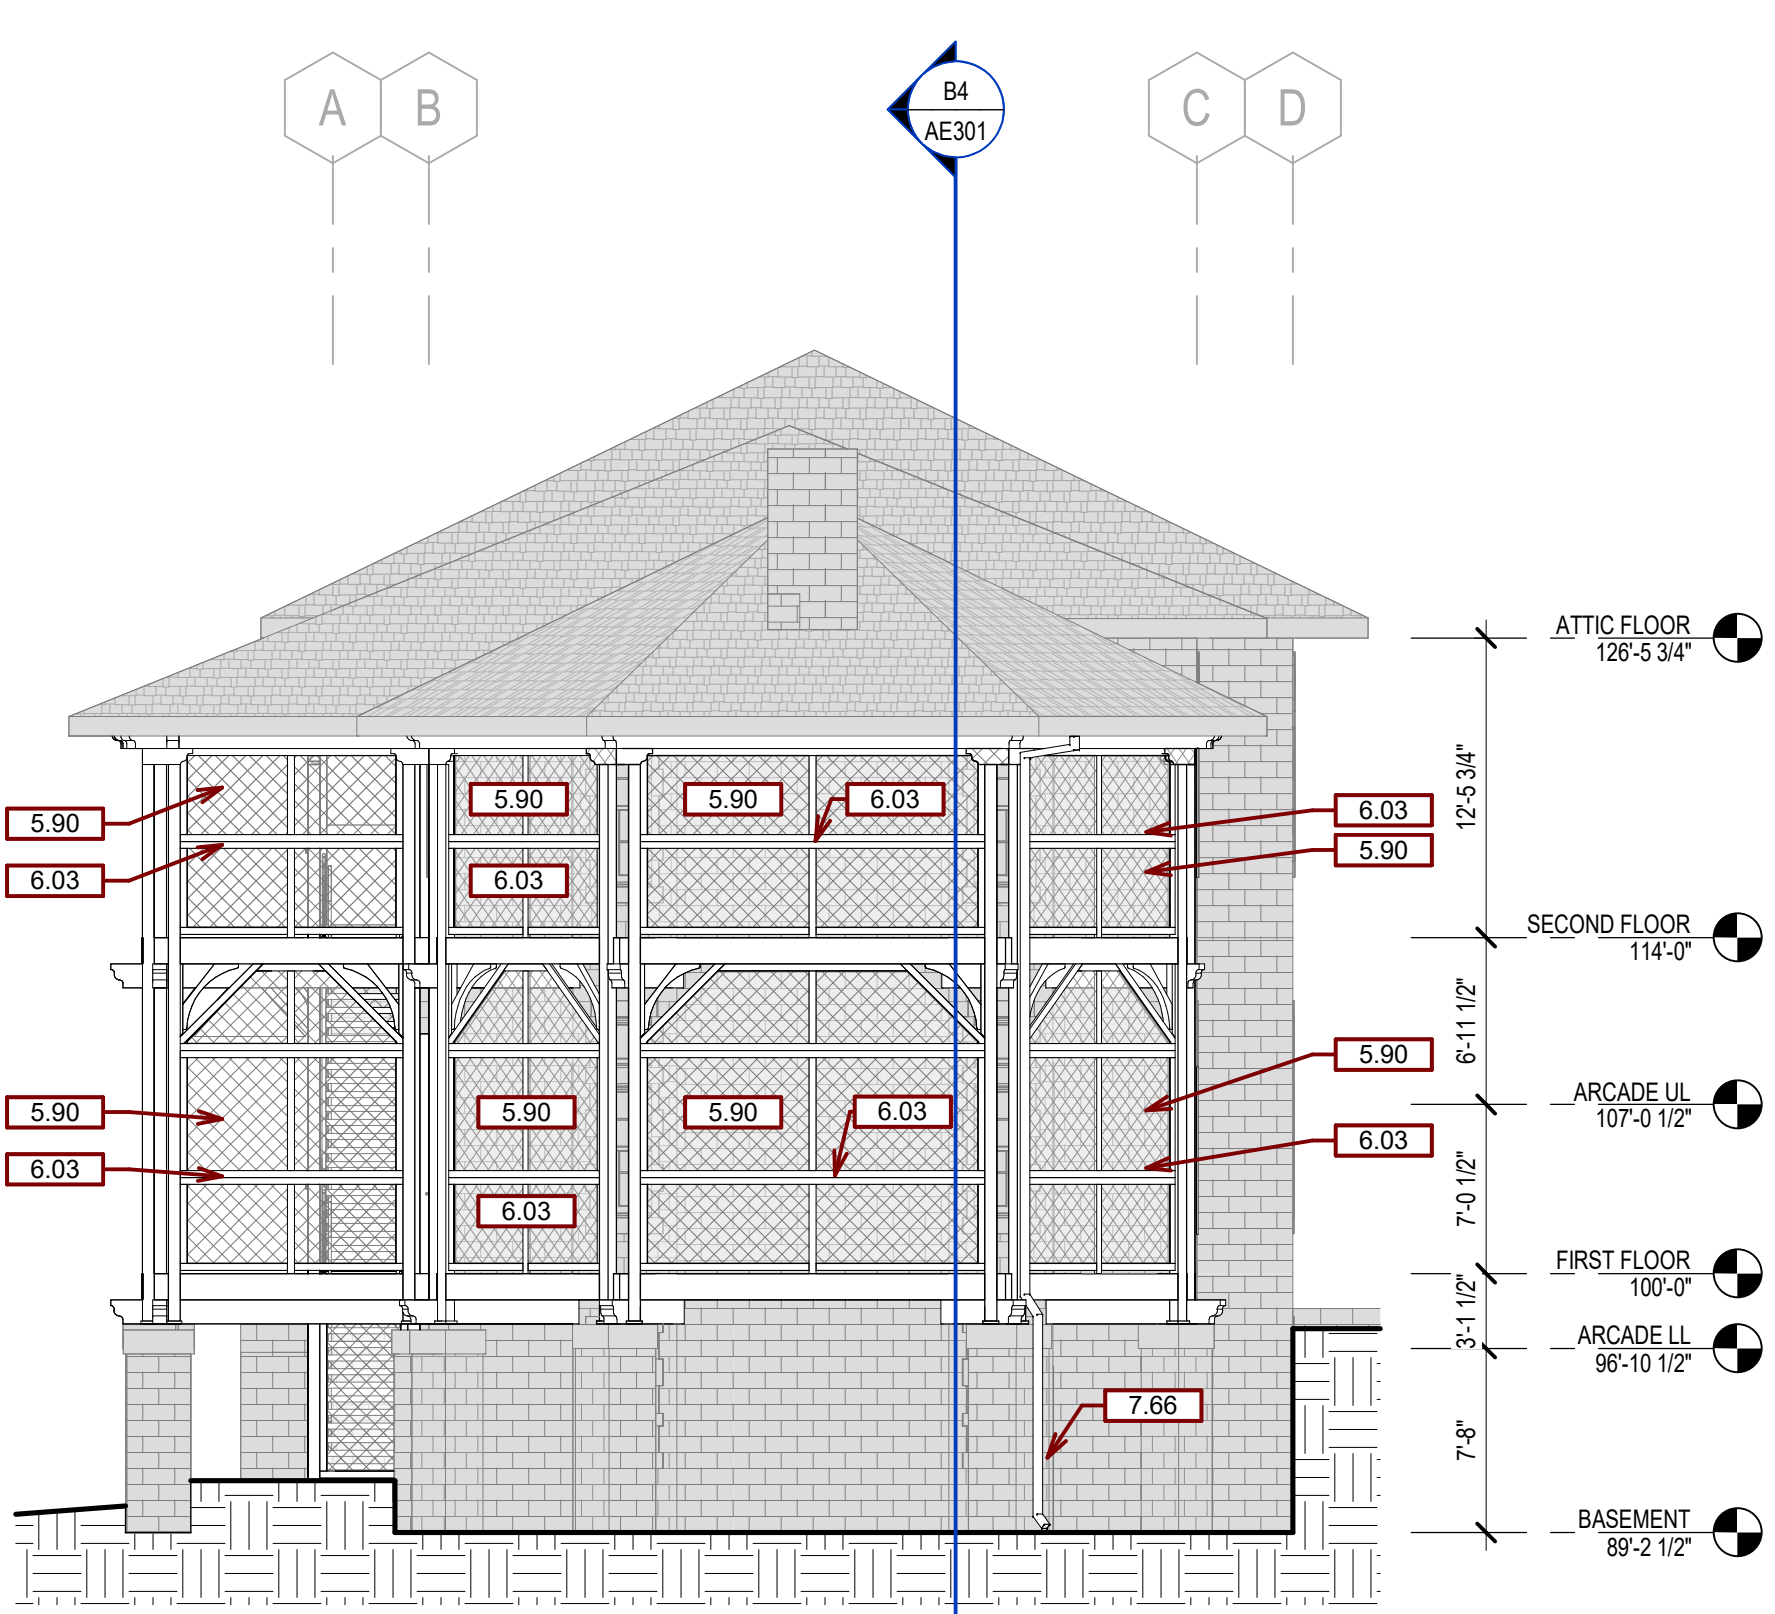 A
B
B4
AE301
C
D
ATTIC FLOOR
126'-5 3/4"
12'-5 3/4"
5.90
5.90
5.90
6.03
6.03
6.03
6.03
5.90
SECOND FLOOR
114'-0"
6'-11 1/2"
5.90
5.90
5.90
6.03
5.90
ARCADE UL
107'-0 1/2"
6.03
6.03
6.03
7'-0 1/2"
FIRST FLOOR
100'-0"
3'-1 1/2"
ARCADE LL
96'-10 1/2"
7.66
7'-8"
BASEMENT
89'-2 1/2"